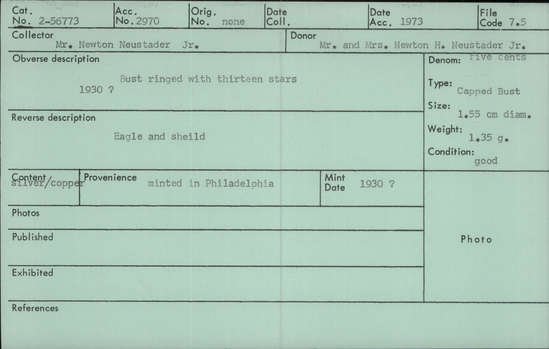 Cat. Acc. Orig. Date Date File
No. 2-56773 No. 2970 No. none Coll. Acc. 1973 Code 7.5
Collector Donor
Mr. Newton Neustader Jr. Mr. and Mrs. Newton H. Neustader Jr.
Obverse description Denom: five cents
Bust ringed with thirteen stars
1930 ? Type: Capped Bust
Size: 1.55 cm diam.
Reverse description
Weight: 1.35 g.
Eagle and sheild
Condition: good
Content silver/copper Provenience minted in Philadelphia Mint Date 1930 ?
Photos
Published
Photo
Exhibited
References